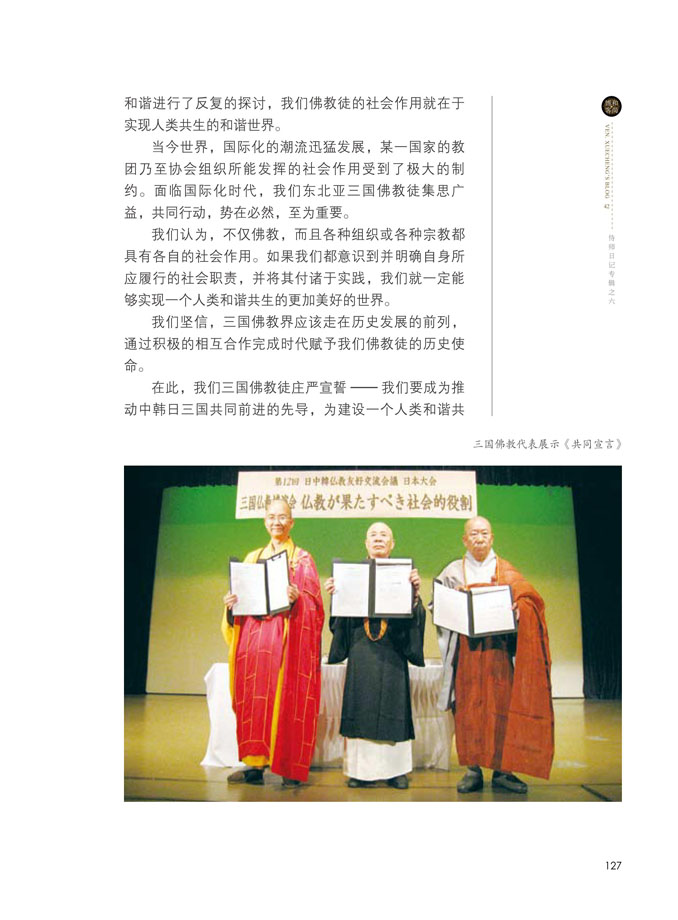 和谐进行了反复的探讨，我们佛教徒的社会作用就在于
实现人类共生的和谐世界。
当今世界，国际化的潮流迅猛发展，某一国家的教
团乃至协会组织所能发挥的社会作用受到了极大的制
约。面临国际化时代，我们东北亚三国佛教徒集思广
益，共同行动，势在必然，至为重要。
我们认为，不仅佛教，而且各种组织或各种宗教都
具有各自的社会作用。如果我们都意识到并明确自身所
应履行的社会职责，并将其付诸于实践，我们就一定能
够实现一个人类和谐共生的更加美好的世界。
我们坚信，三国佛教界应该走在历史发展的前列，
通过积极的相互合作完成时代赋予我们佛教徒的历史使
命。
在此，我们三国佛教徒庄严宣誓 —— 我们要成为推
动中韩日三国共同前进的先导，为建设一个人类和谐共
VEN. XUECHENG'S BLOG
42
侍师日记专辑之六
三国佛教代表展示《共同宣言》
第12回 日中韓仏教友好交流会議 日本大会
三国仏教 会 仏教が果たすべき社会的役割
127